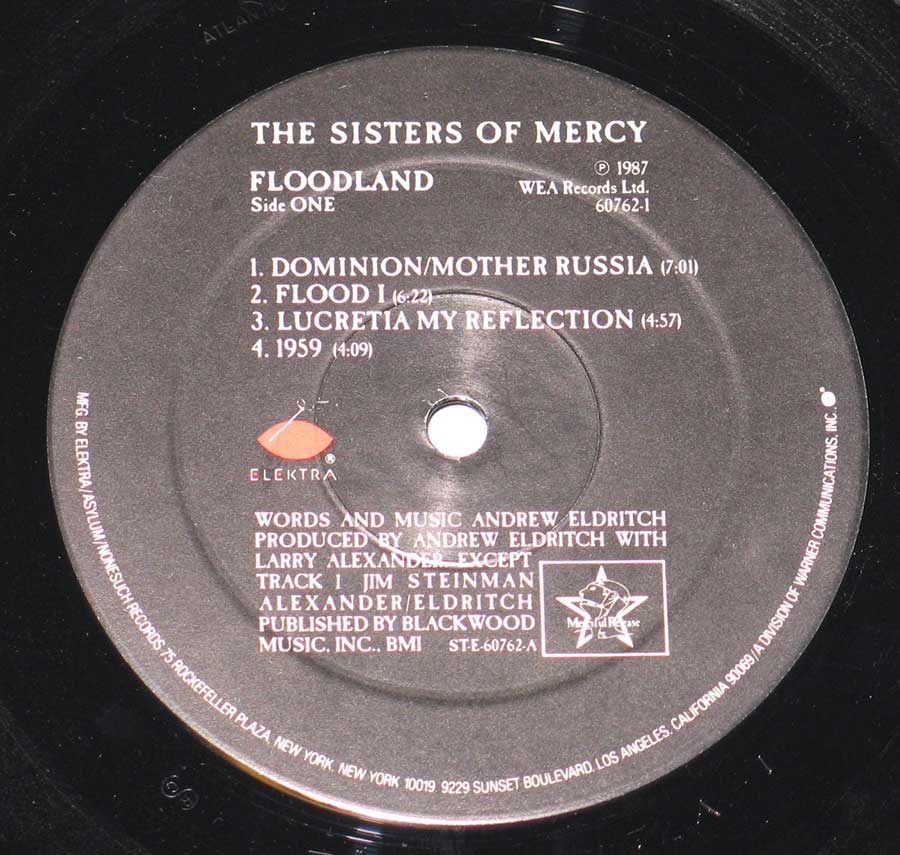 ATLANTIC
THE SISTERS OF MERCY
FLOODLAND
Side ONE
℗ 1987
WEA Records Ltd.
60762-1
1. DOMINION/MOTHER RUSSIA (7:01)
2. FLOOD I (6:22)
3. LUCRETIA MY REFLECTION (4:57)
4. 1959 (4:09)
ELEKTRA®
WORDS AND MUSIC ANDREW ELDRITCH
PRODUCED BY ANDREW ELDRITCH WITH
LARRY ALEXANDER, EXCEPT
TRACK 1 JIM STEINMAN
ALEXANDER/ELDRITCH
PUBLISHED BY BLACKWOOD
MUSIC, INC., BMI ST-E-60762-A
Merciful Release
MFG. BY ELEKTRA/ASYLUM/NONESUCH RECORDS 75 ROCKEFELLER PLAZA, NEW YORK, NEW YORK 10019 9229 SUNSET BOULEVARD, LOS ANGELES, CALIFORNIA 90069/A DIVISION OF WARNER COMMUNICATIONS, INC.